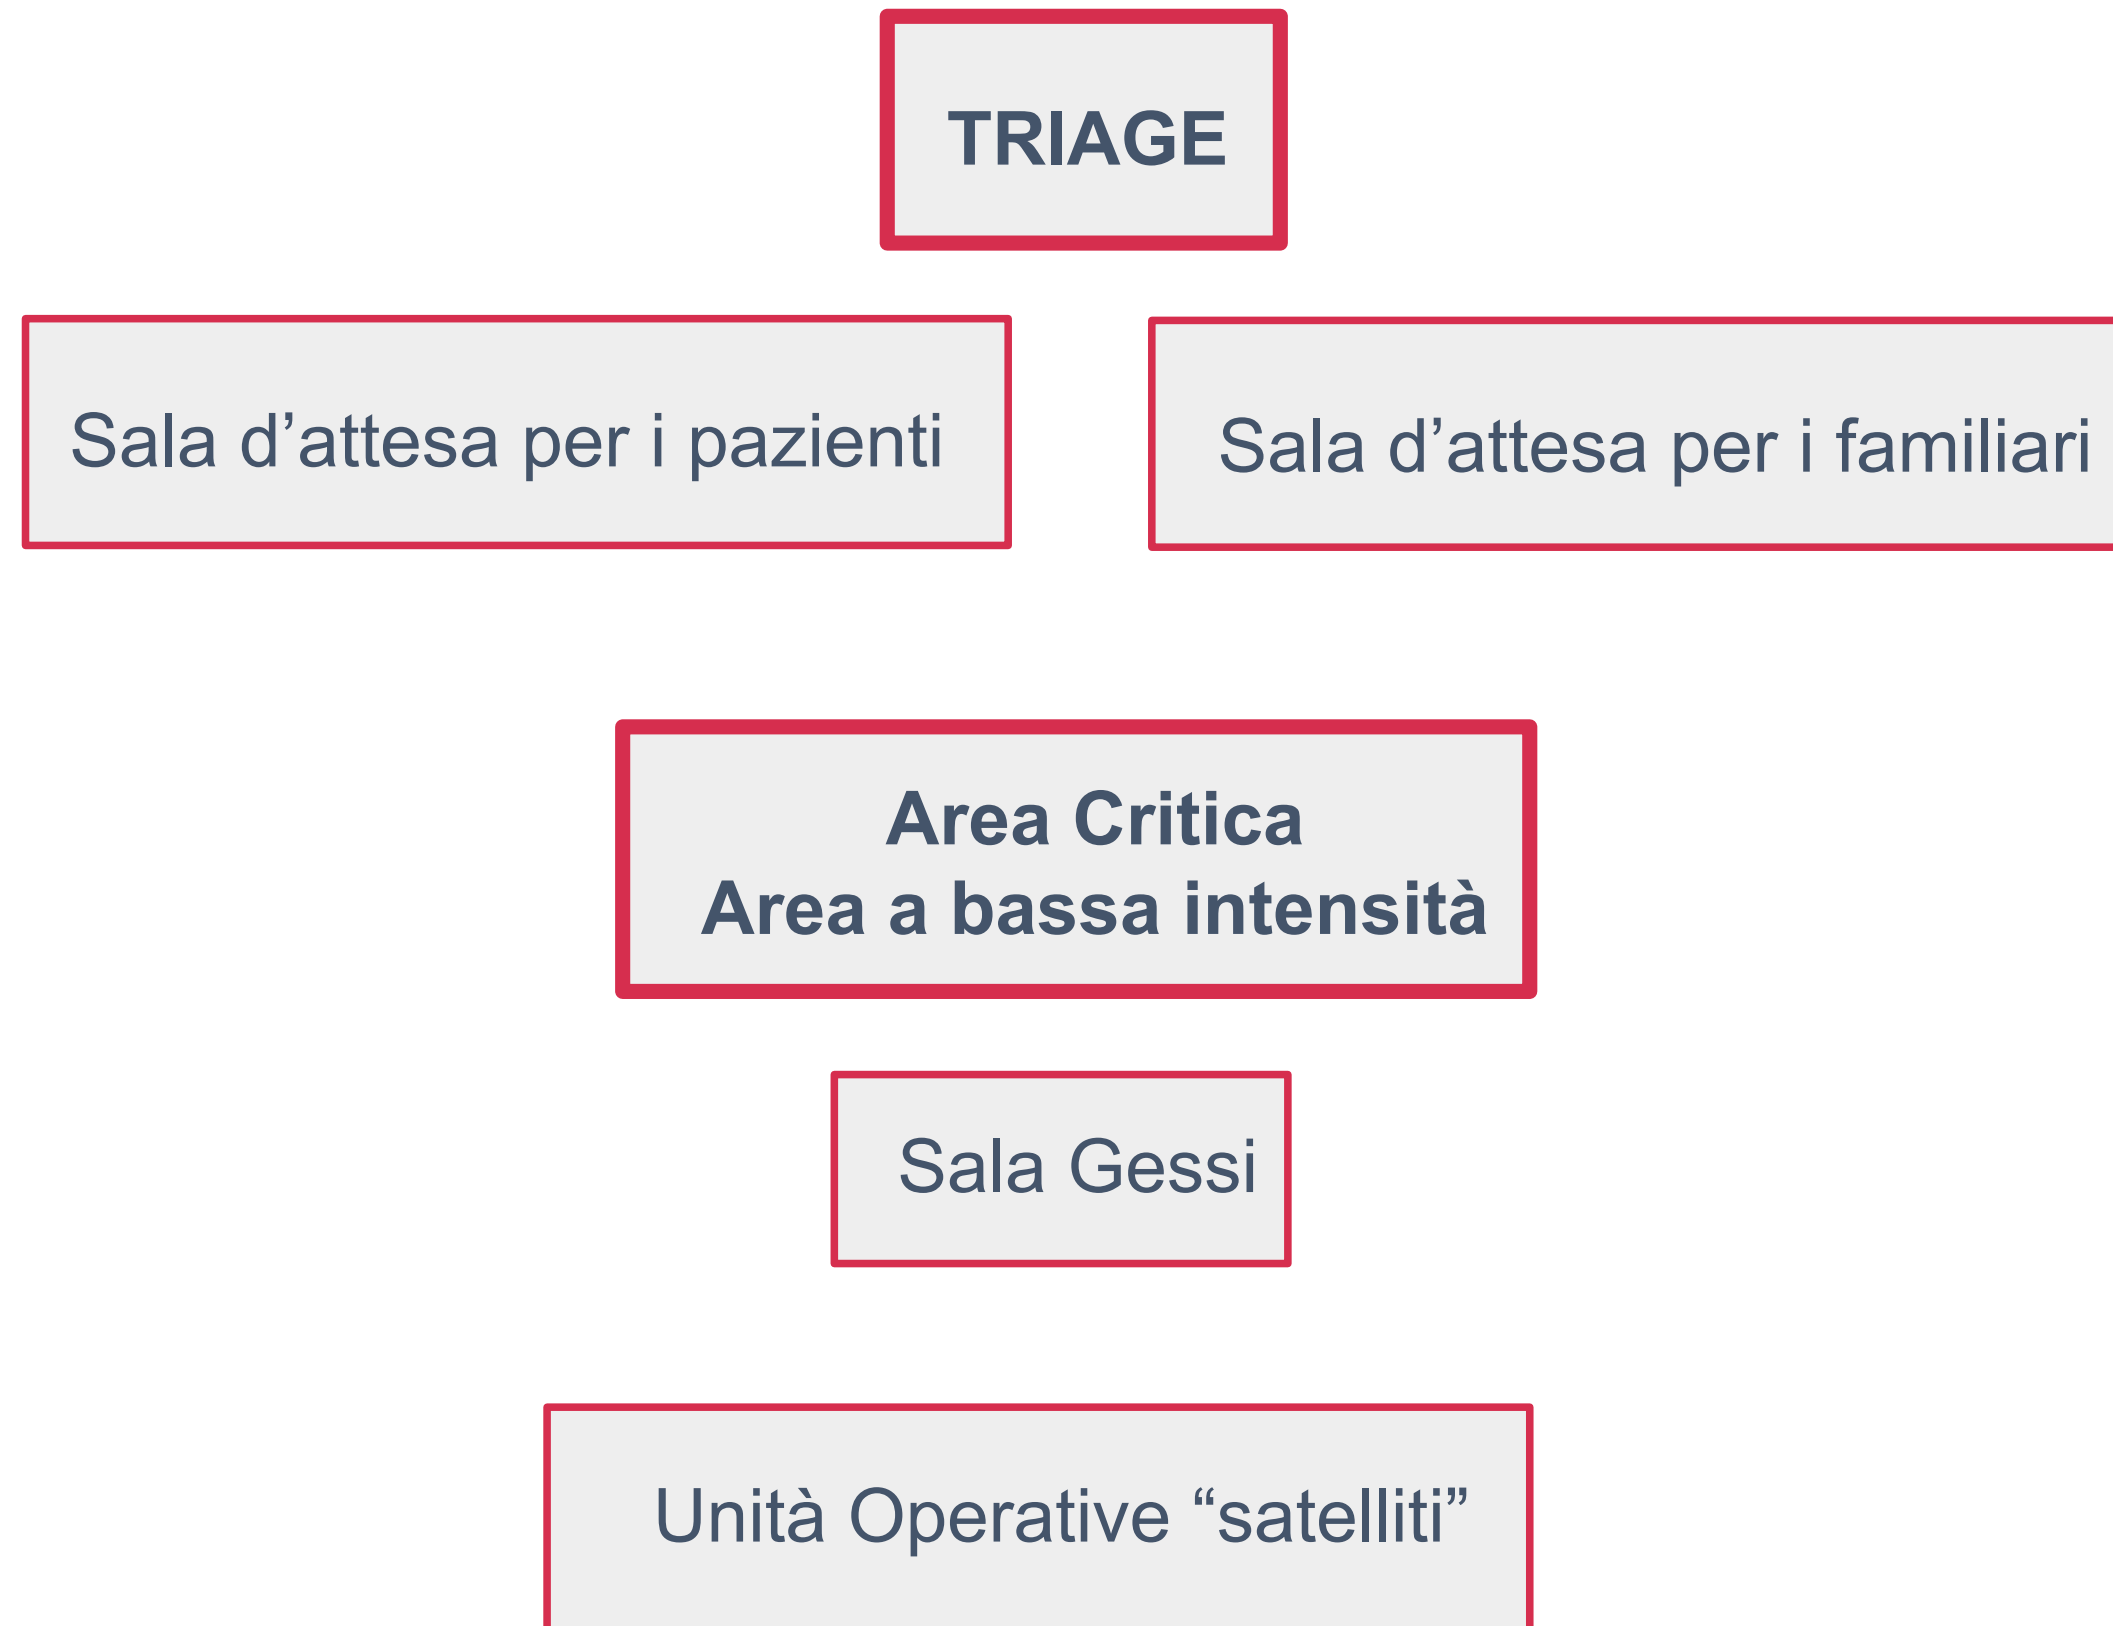 TRIAGE
Sala d’attesa per i pazienti
Sala d’attesa per i familiari
Area Critica
Area a bassa intensità
Sala Gessi
Unità Operative “satelliti”